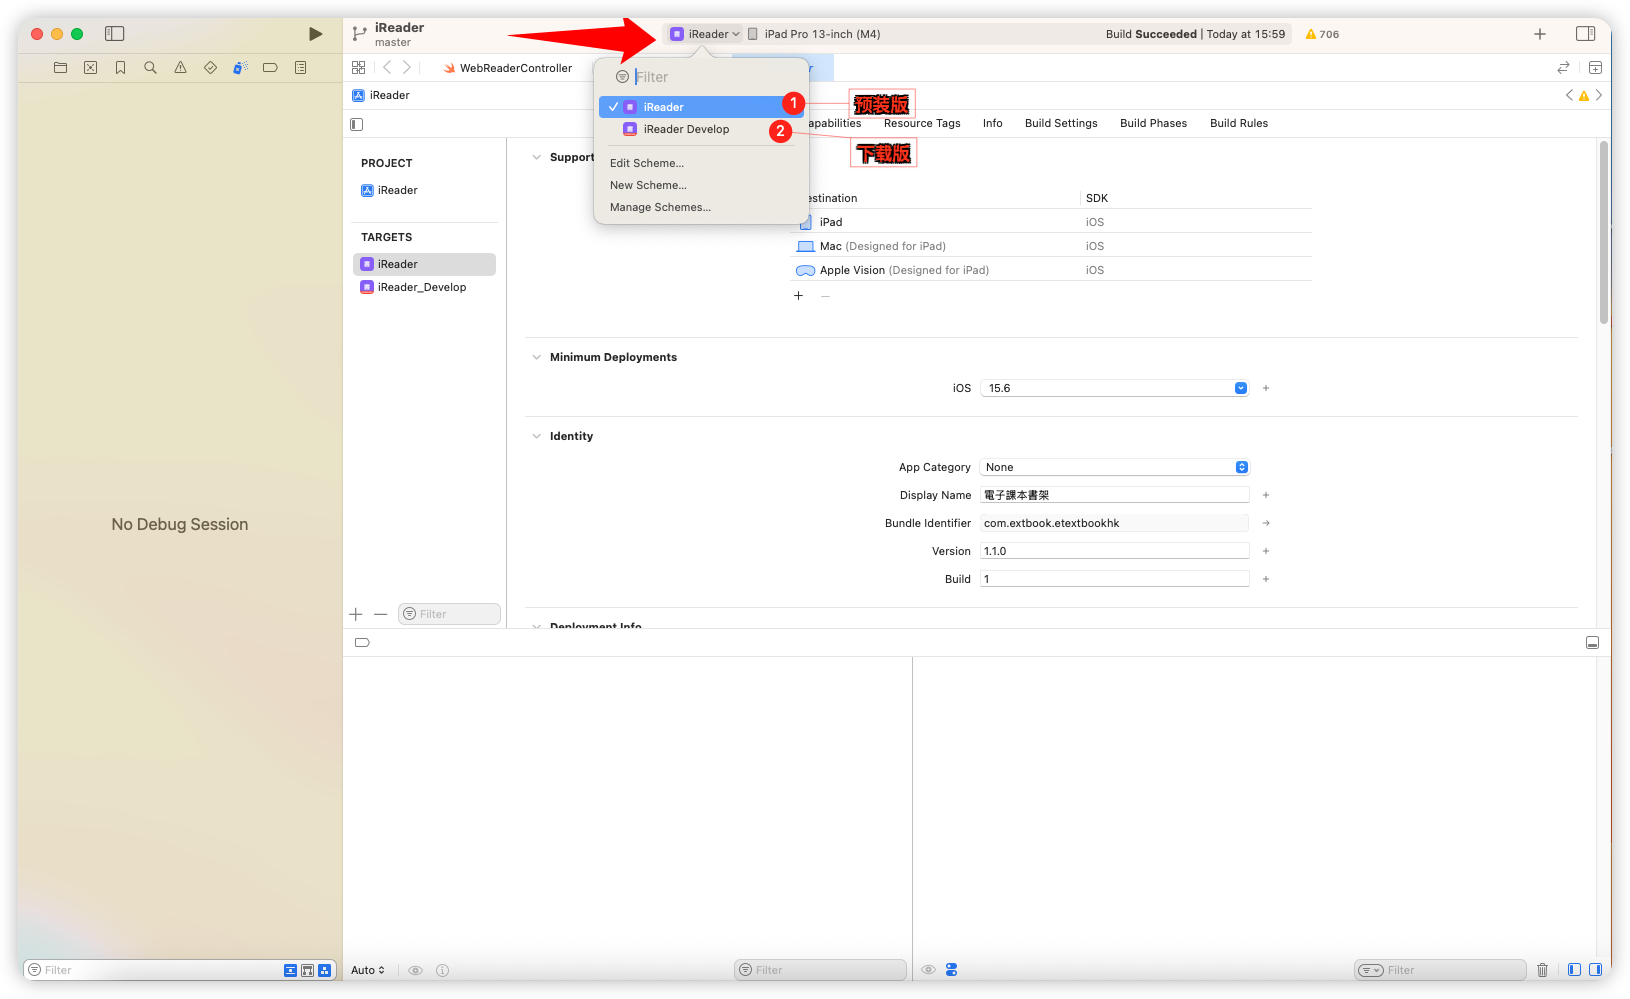 iReader
master
iReader
iPad Pro 13-inch (M4)
Build Succeeded | Today at 15:59
706
WebReaderController
iReader
Filter
iReader
1
预装版
iReader Develop
2
下载版
Edit Scheme...
New Scheme...
Manage Schemes...
apabilities
Resource Tags
Info
Build Settings
Build Phases
Build Rules
PROJECT
iReader
TARGETS
iReader
iReader_Develop
Filter
Support
estination
SDK
iPad
iOS
Mac (Designed for iPad)
iOS
Apple Vision (Designed for iPad)
iOS
Minimum Deployments
iOS
15.6
Identity
App Category
None
Display Name
電子課本書架
Bundle Identifier
com.extbook.etextbookhk
Version
1.1.0
Build
1
Deployment Info
No Debug Session
Filter
Auto
Filter
Filter